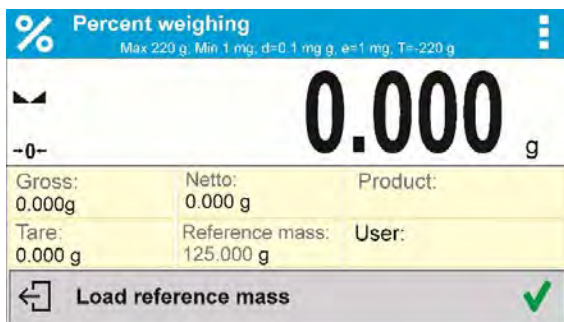 % Percent weighing
Max 220 g; Min 1 mg; d=0.1 mg g, e=1 mg; T=-220 g
0.000 g
→0←
Gross: Netto: Product:
0.000g 0.000 g
Tare: Reference mass: User:
0.000 g 125.000 g
Load reference mass